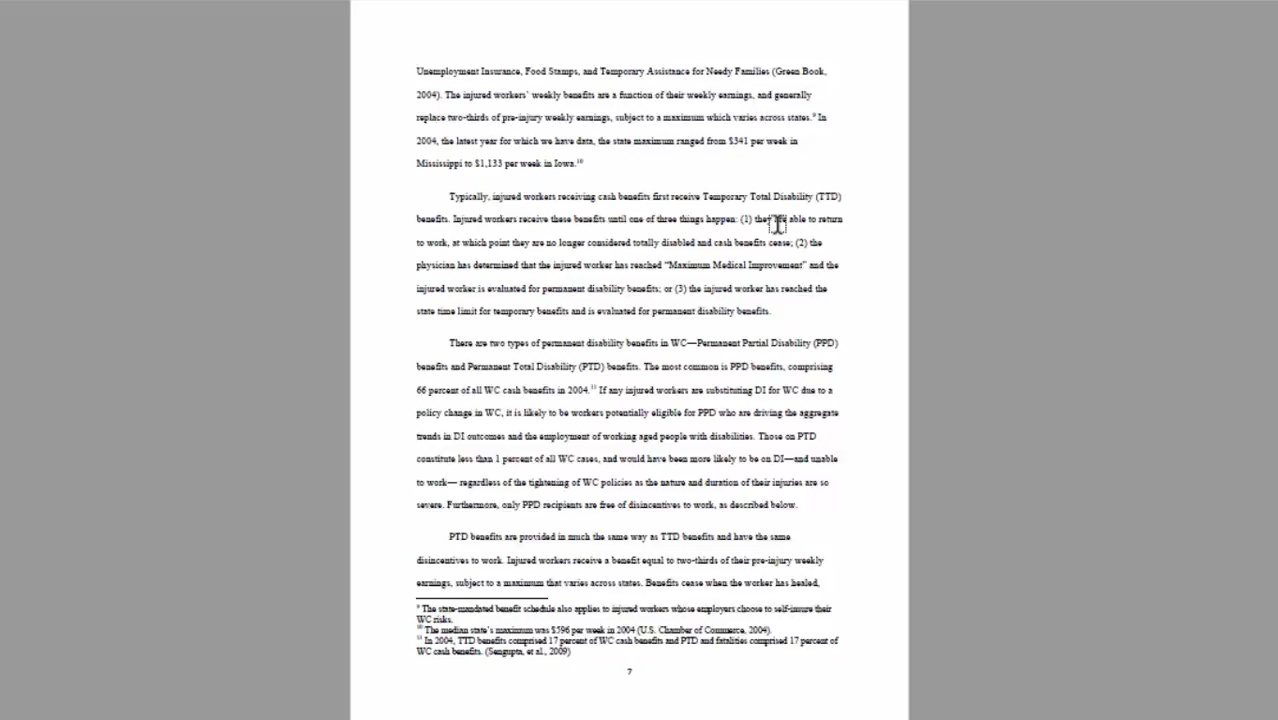 Unemployment Insurance, Food Stamps, and Temporary Assistance for Needy Families (Green Book,
2004). The injured workers' weekly benefits are a function of their weekly earnings, and generally
replace two-thirds of pre-injury weekly earnings, subject to a maximum which varies across states.⁹ In
2004, the latest year for which we have data, the state maximum ranged from $341 per week in
Mississippi to $1,133 per week in Iowa.¹⁰
Typically, injured workers receiving cash benefits first receive Temporary Total Disability (TTD)
benefits. Injured workers receive these benefits until one of three things happen: (1) they are able to return
to work, at which point they are no longer considered totally disabled and cash benefits cease; (2) the
physician has determined that the injured worker has reached “Maximum Medical Improvement” and the
injured worker is evaluated for permanent disability benefits; or (3) the injured worker has reached the
state time limit for temporary benefits and is evaluated for permanent disability benefits.
There are two types of permanent disability benefits in WC—Permanent Partial Disability (PPD)
benefits and Permanent Total Disability (PTD) benefits. The most common is PPD benefits, comprising
66 percent of all WC cash benefits in 2004.¹¹ If any injured workers are substituting DI for WC due to a
policy change in WC, it is likely to be workers potentially eligible for PPD who are driving the aggregate
trends in DI outcomes and the employment of working aged people with disabilities. Those on PTD
constitute less than 1 percent of all WC cases, and would have been more likely to be on DI—and unable
to work— regardless of the tightening of WC policies as the nature and duration of their injuries are so
severe. Furthermore, only PPD recipients are free of disincentives to work, as described below.
PTD benefits are provided in much the same way as TTD benefits and have the same
disincentives to work. Injured workers receive a benefit equal to two-thirds of their pre-injury weekly
earnings, subject to a maximum that varies across states. Benefits cease when the worker has healed,
⁹ The state-mandated benefit schedule also applies to injured workers whose employers choose to self-insure their
WC risks.
¹⁰ The median state's maximum was $596 per week in 2004 (U.S. Chamber of Commerce, 2004).
¹¹ In 2004, TTD benefits comprised 17 percent of WC cash benefits and PTD and fatalities comprised 17 percent of
WC cash benefits. (Sengupta, et al., 2009)
7